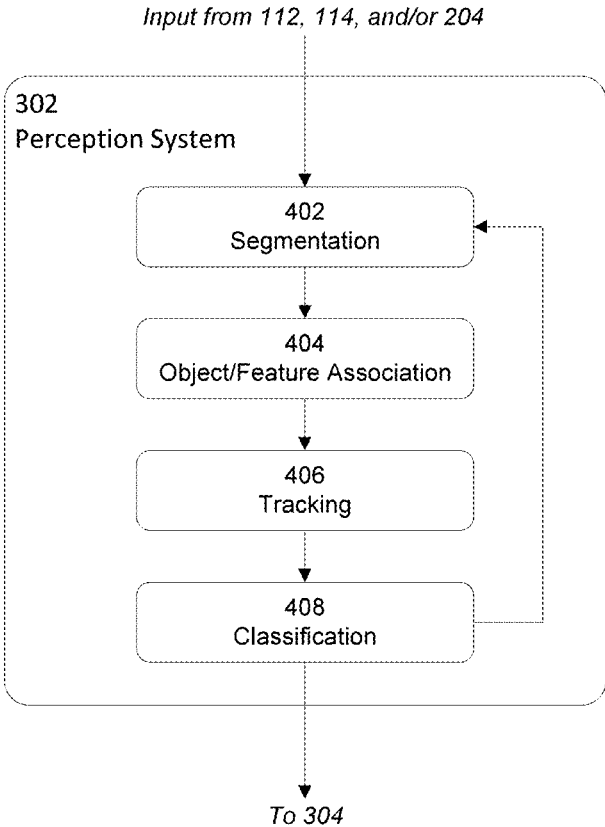 Input from 112, 114, and/or 204
302
Perception System
402
Segmentation
404
Object/Feature Association
406
Tracking
408
Classification
To 304